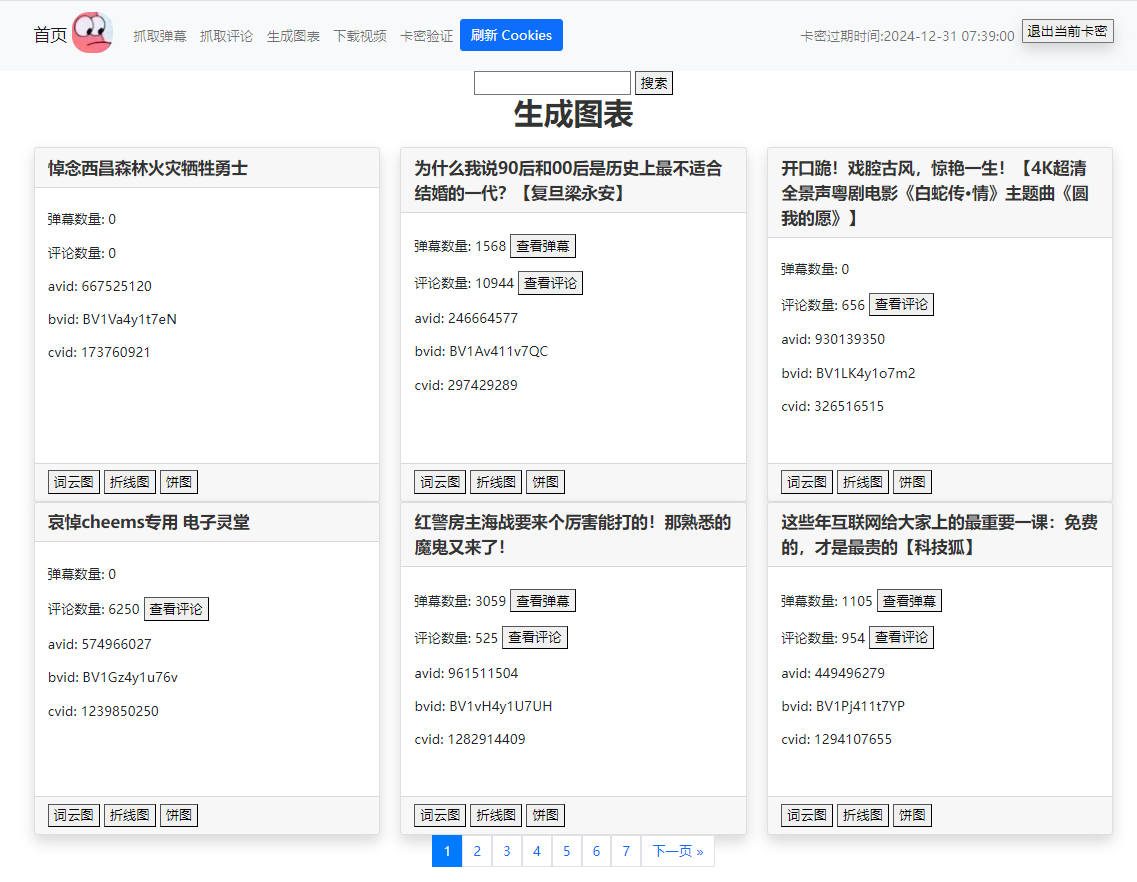 首页 抓取弹幕 抓取评论 生成图表 下载视频 卡密验证 刷新 Cookies 卡密过期时间:2024-12-31 07:39:00 退出当前卡密
搜索
生成图表
悼念西昌森林火灾牺牲勇士
弹幕数量: 0
评论数量: 0
avid: 667525120
bvid: BV1Va4y1t7eN
cvid: 173760921
词云图 折线图 饼图
为什么我说90后和00后是历史上最不适合
结婚的一代？【复旦梁永安】
弹幕数量: 1568 查看弹幕
评论数量: 10944 查看评论
avid: 246664577
bvid: BV1Av411v7QC
cvid: 297429289
词云图 折线图 饼图
开口跪！戏腔古风，惊艳一生！【4K超清
全景声粤剧电影《白蛇传•情》主题曲《圆
我的愿》】
弹幕数量: 0
评论数量: 656 查看评论
avid: 930139350
bvid: BV1LK4y1o7m2
cvid: 326516515
词云图 折线图 饼图
哀悼cheems专用 电子灵堂
弹幕数量: 0
评论数量: 6250 查看评论
avid: 574966027
bvid: BV1Gz4y1u76v
cvid: 1239850250
词云图 折线图 饼图
红警房主海战要来个厉害能打的！那熟悉的
魔鬼又来了！
弹幕数量: 3059 查看弹幕
评论数量: 525 查看评论
avid: 961511504
bvid: BV1vH4y1U7UH
cvid: 1282914409
词云图 折线图 饼图
这些年互联网给大家上的最重要一课：免费
的，才是最贵的【科技狐】
弹幕数量: 1105 查看弹幕
评论数量: 954 查看评论
avid: 449496279
bvid: BV1Pj411t7YP
cvid: 1294107655
词云图 折线图 饼图
1 2 3 4 5 6 7 下一页 »